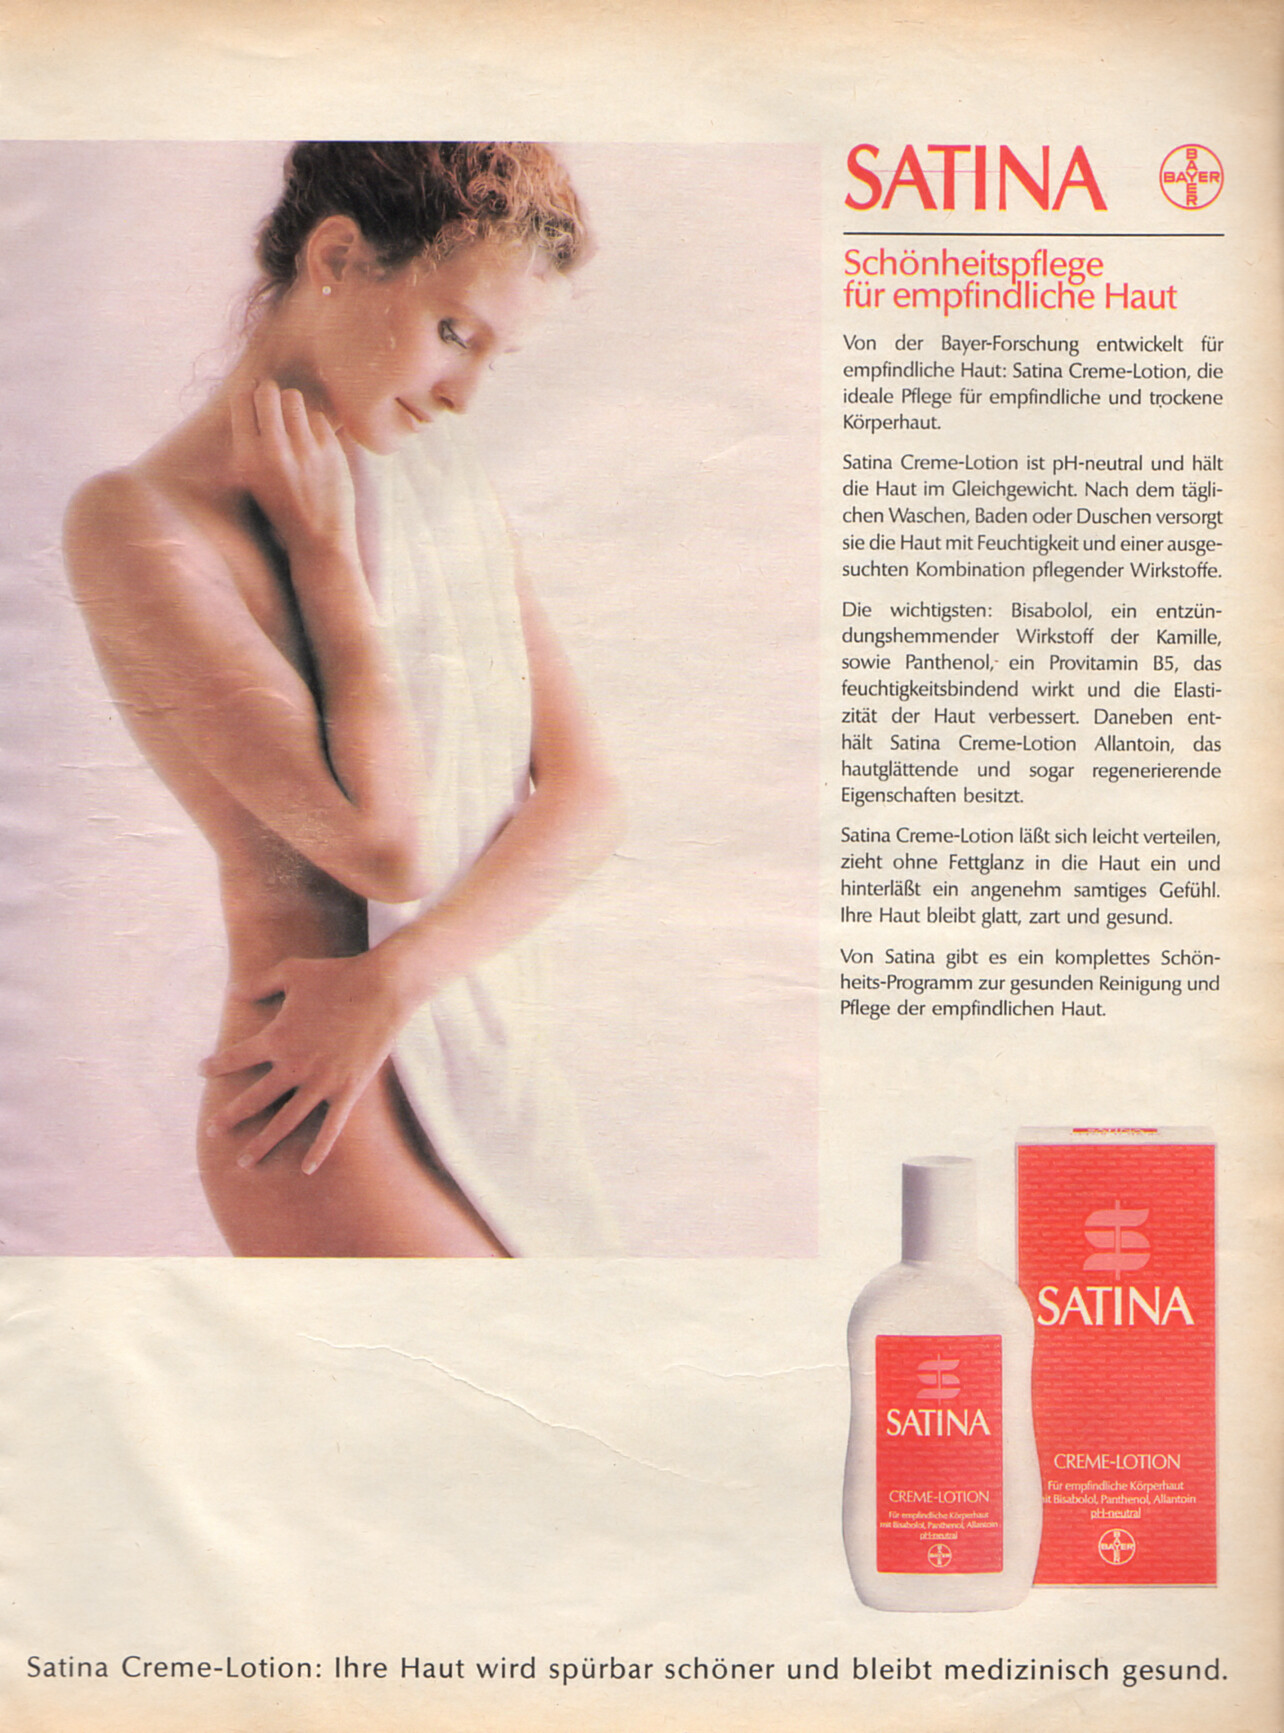 SATINA
BAYER
BAYER
Schönheitspflege
für empfindliche Haut
Von der Bayer-Forschung entwickelt für
empfindliche Haut: Satina Creme-Lotion, die
ideale Pflege für empfindliche und trockene
Körperhaut.
Satina Creme-Lotion ist pH-neutral und hält
die Haut im Gleichgewicht. Nach dem tägli-
chen Waschen, Baden oder Duschen versorgt
sie die Haut mit Feuchtigkeit und einer ausge-
suchten Kombination pflegender Wirkstoffe.
Die wichtigsten: Bisabolol, ein entzün-
dungshemmender Wirkstoff der Kamille,
sowie Panthenol, ein Provitamin B5, das
feuchtigkeitsbindend wirkt und die Elasti-
zität der Haut verbessert. Daneben ent-
hält Satina Creme-Lotion Allantoin, das
hautglättende und sogar regenerierende
Eigenschaften besitzt.
Satina Creme-Lotion läßt sich leicht verteilen,
zieht ohne Fettglanz in die Haut ein und
hinterläßt ein angenehm samtiges Gefühl.
Ihre Haut bleibt glatt, zart und gesund.
Von Satina gibt es ein komplettes Schön-
heits-Programm zur gesunden Reinigung und
Pflege der empfindlichen Haut.
SATINA
SATINA
CREME-LOTION
Für empfindliche Körperhaut
mit Bisabolol, Panthenol, Allantoin
pH-neutral
BAYER
BAYER
SATINA
CREME-LOTION
Für empfindliche Körperhaut
it Bisabolol, Panthenol, Allantoin
pH-neutral
BAYER
BAYER
Satina Creme-Lotion: Ihre Haut wird spürbar schöner und bleibt medizinisch gesund.